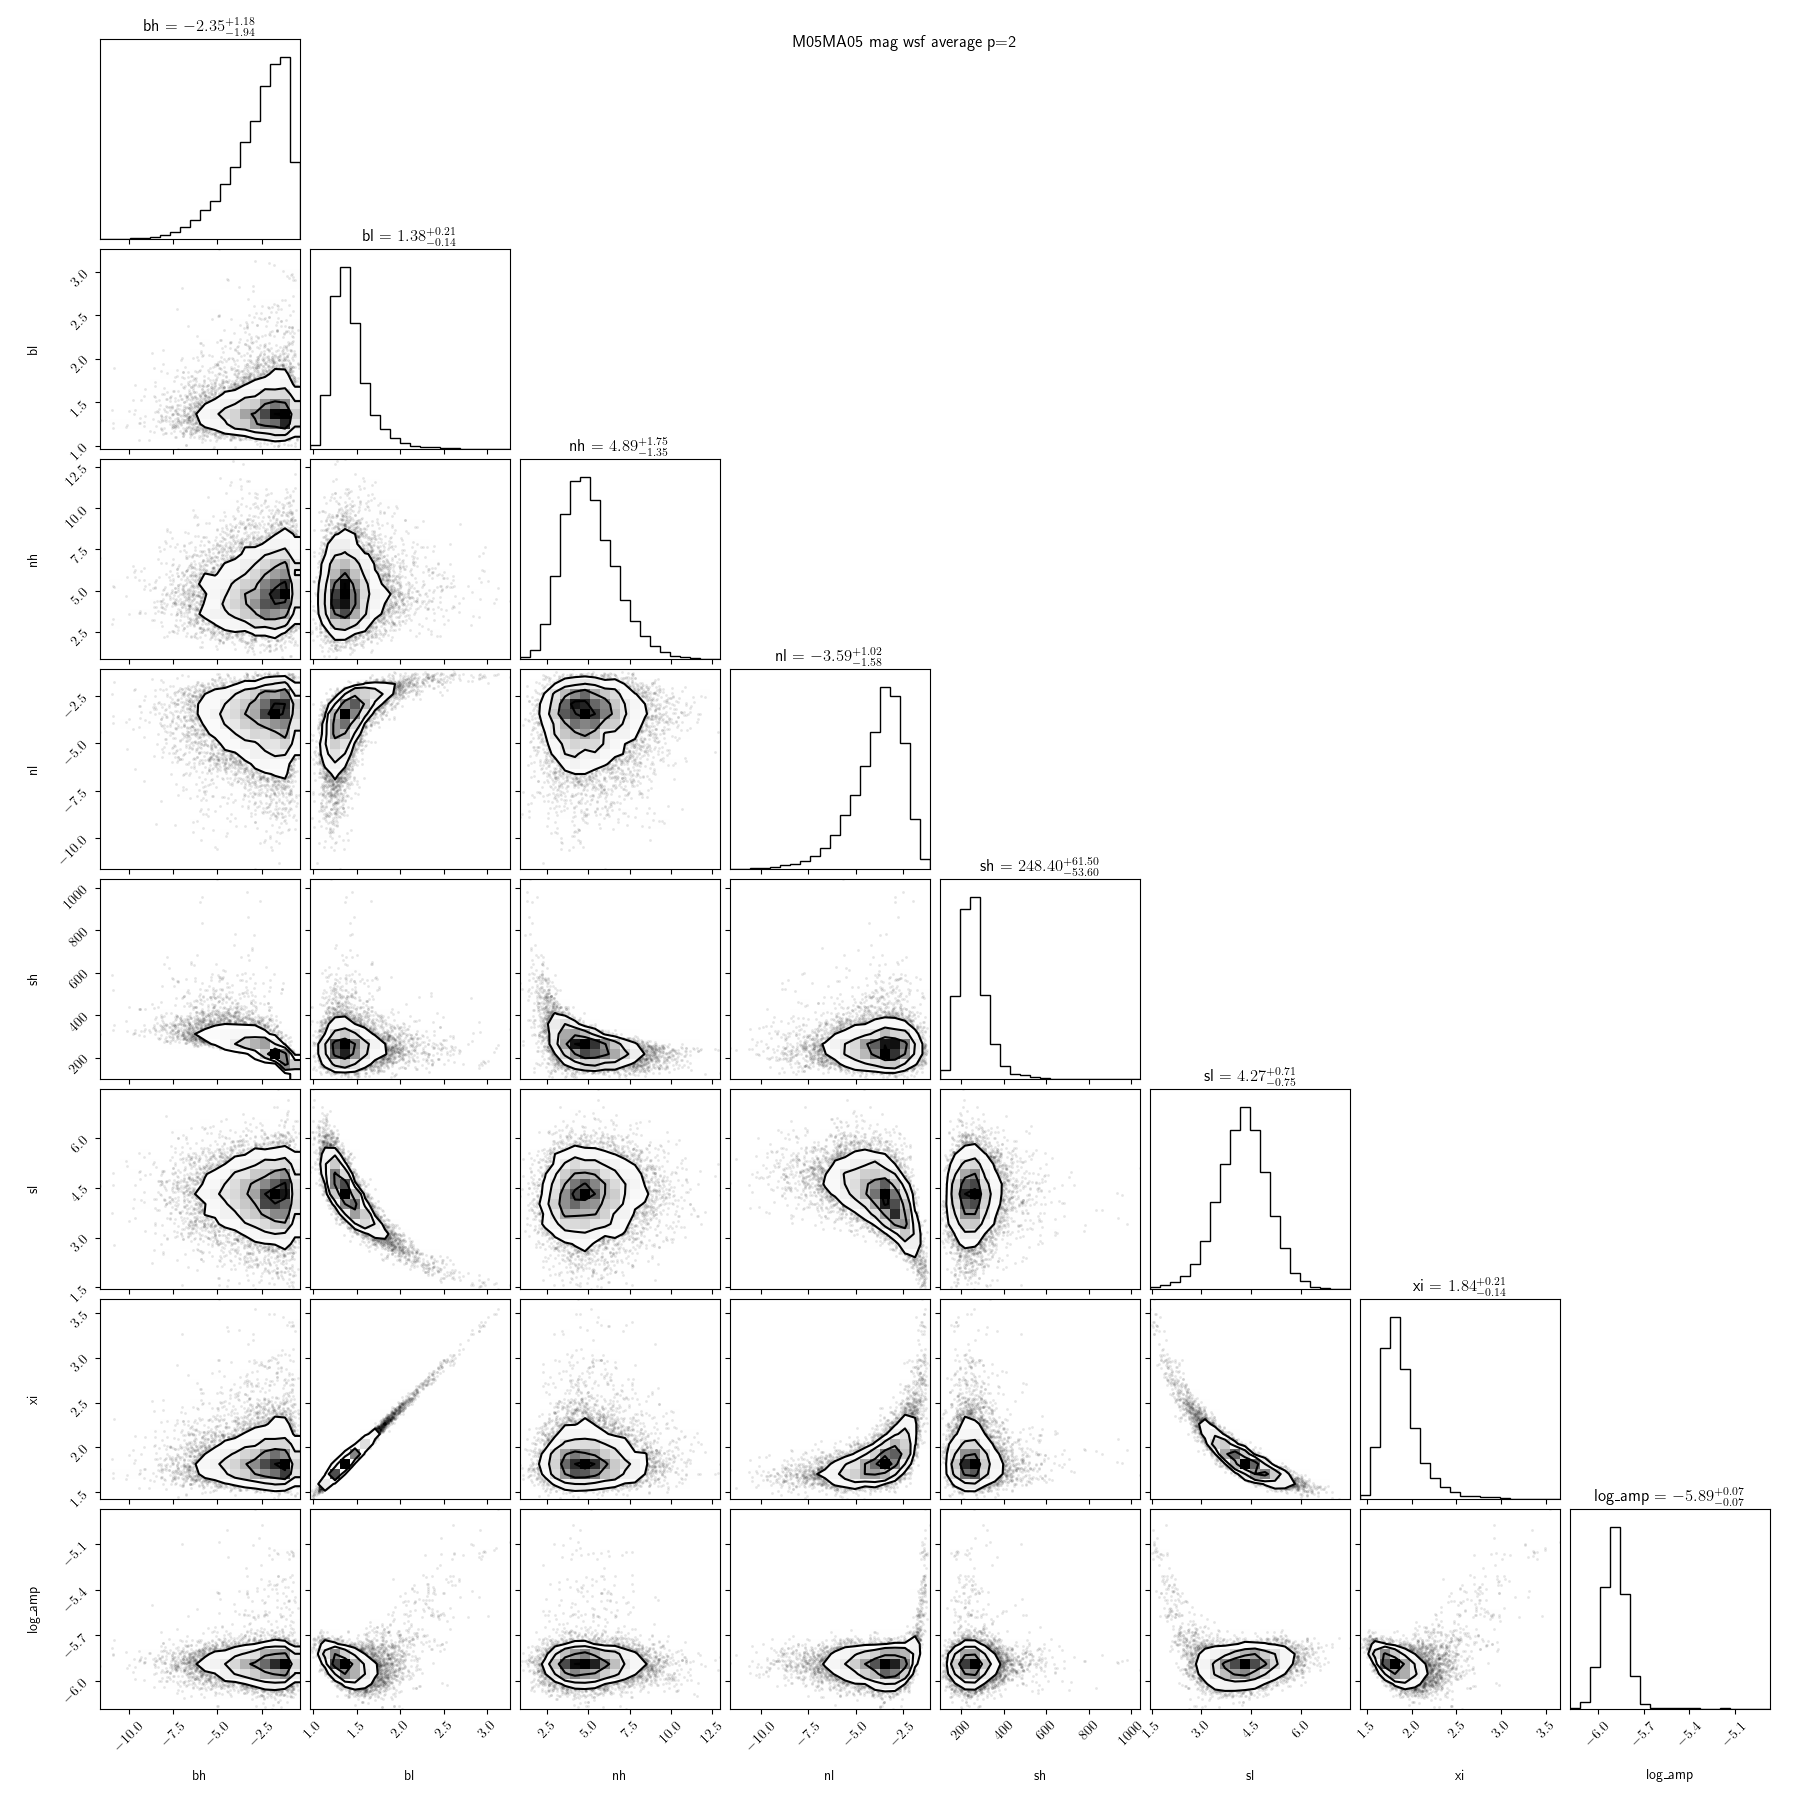 M05MA05 mag wsf average p=2
bh = −2.35+1.18−1.94
bl = 1.38+0.21−0.14
bl
3.0
2.5
2.0
1.5
1.0
nh = 4.89+1.75−1.35
nh
12.5
10.0
7.5
5.0
2.5
nl = −3.59+1.02−1.58
nl
−2.5
−5.0
−7.5
−10.0
sh = 248.40+61.50−53.60
sh
1000
800
600
400
200
sl = 4.27+0.71−0.75
sl
6.0
4.5
3.0
1.5
xi = 1.84+0.21−0.14
xi
3.5
3.0
2.5
2.0
1.5
log_amp = −5.89+0.07−0.07
log_amp
−5.1
−5.4
−5.7
−6.0
−10.0 −7.5 −5.0 −2.5
1.0 1.5 2.0 2.5 3.0
2.5 5.0 7.5 10.0 12.5
−10.0 −7.5 −5.0 −2.5
200 400 600 800 1000
1.5 3.0 4.5 6.0
1.5 2.0 2.5 3.0 3.5
−6.0 −5.7 −5.4 −5.1
bh bl nh nl sh sl xi log_amp